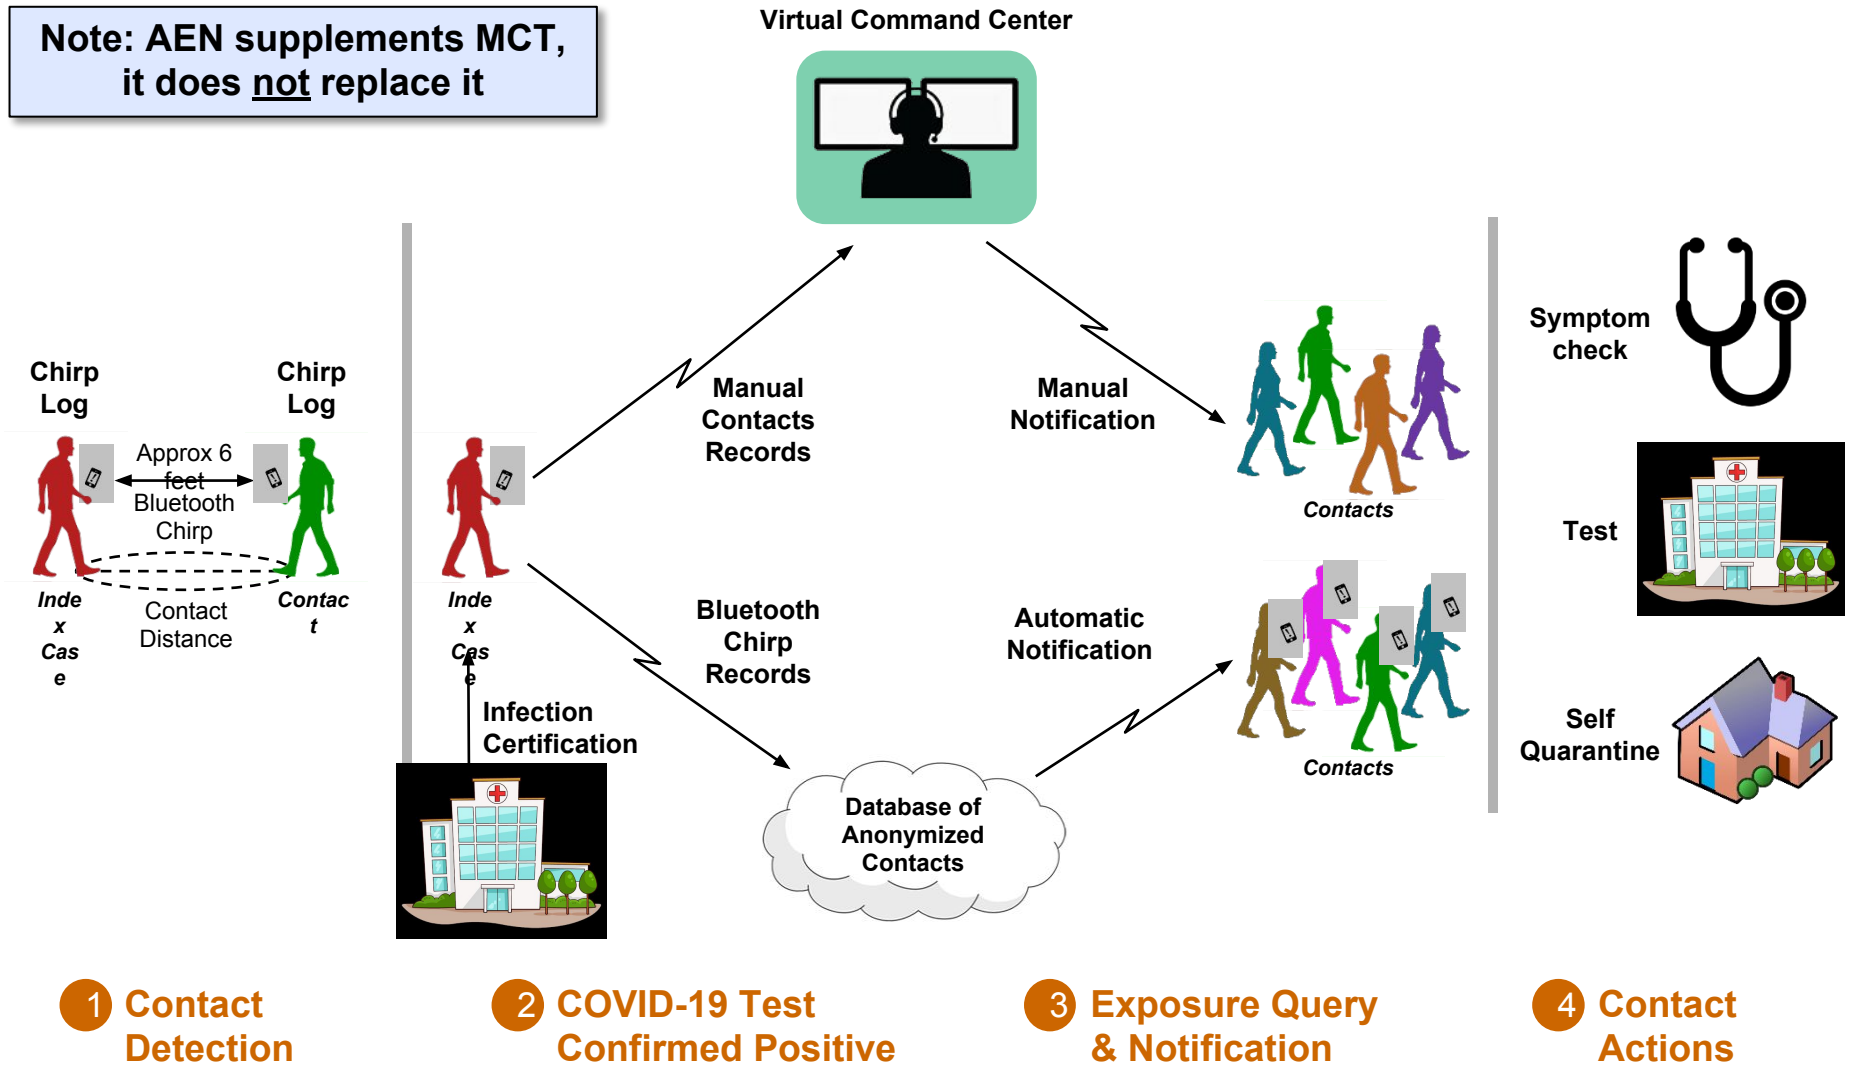 Note: AEN supplements MCT,
it does not replace it
Virtual Command Center
Chirp
Log
Chirp
Log
Approx 6
feet
Bluetooth
Chirp
Contact
Distance
Inde
x
Cas
e
Contac
t
Inde
x
Cas
e
Infection
Certification
Manual
Contacts
Records
Bluetooth
Chirp
Records
Database of
Anonymized
Contacts
Manual
Notification
Automatic
Notification
Contacts
Contacts
Symptom
check
Test
Self
Quarantine
1 Contact
Detection
2 COVID-19 Test
Confirmed Positive
3 Exposure Query
& Notification
4 Contact
Actions